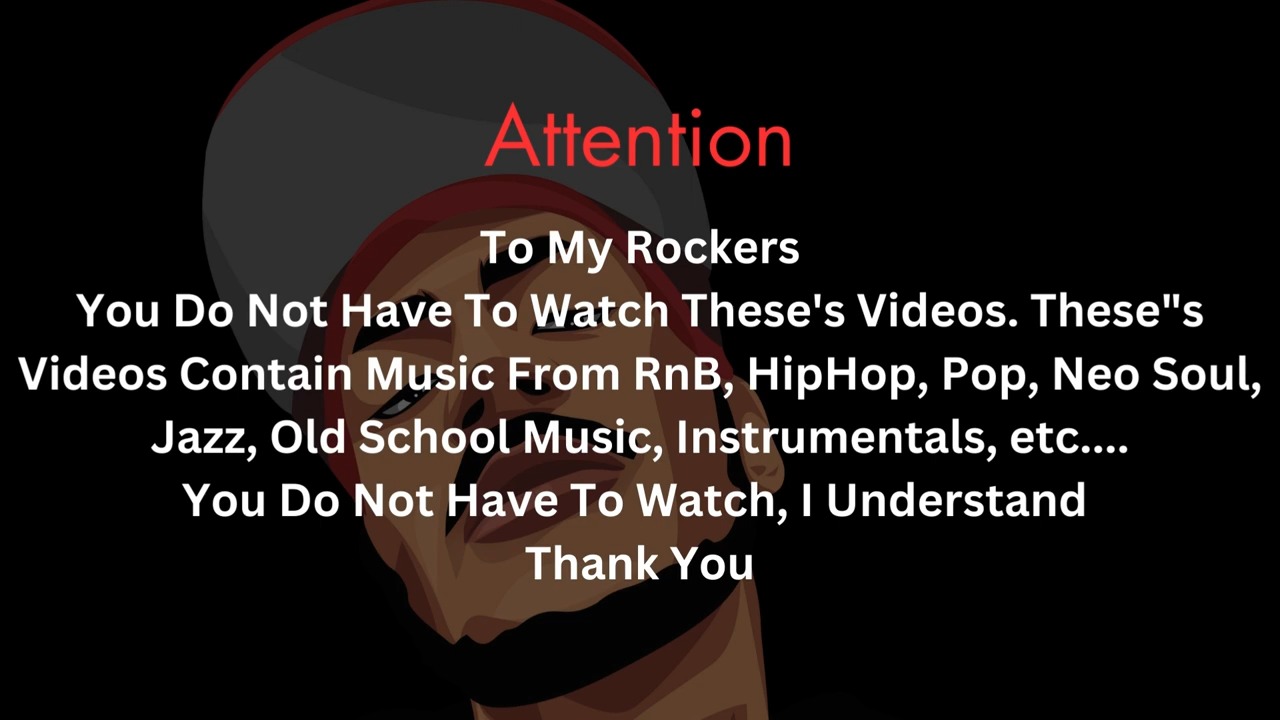 Attention
To My Rockers
You Do Not Have To Watch These's Videos. These"s
Videos Contain Music From RnB, HipHop, Pop, Neo Soul,
Jazz, Old School Music, Instrumentals, etc....
You Do Not Have To Watch, I Understand
Thank You